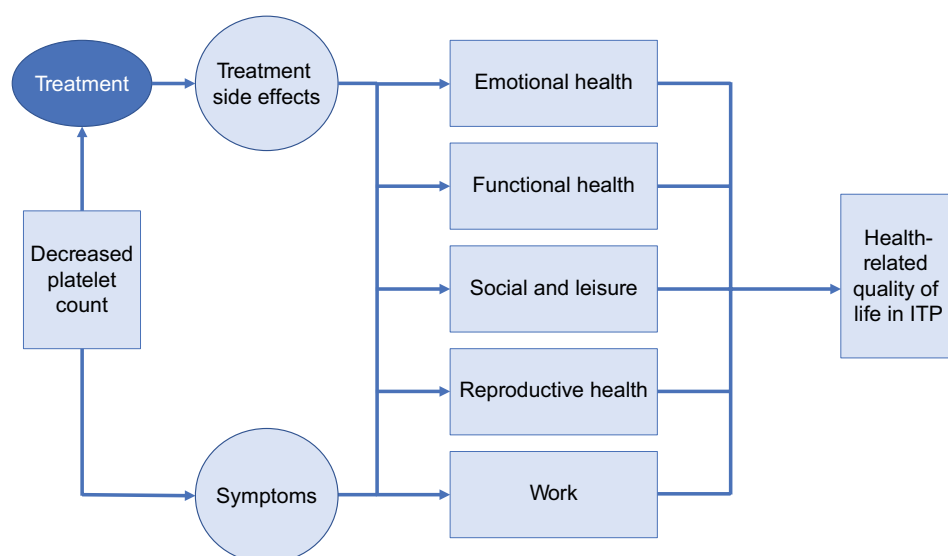 Treatment
Treatment
side effects
Emotional health
Functional health
Decreased
platelet
count
Social and leisure
Health-
related
quality of
life in ITP
Reproductive health
Symptoms
Work